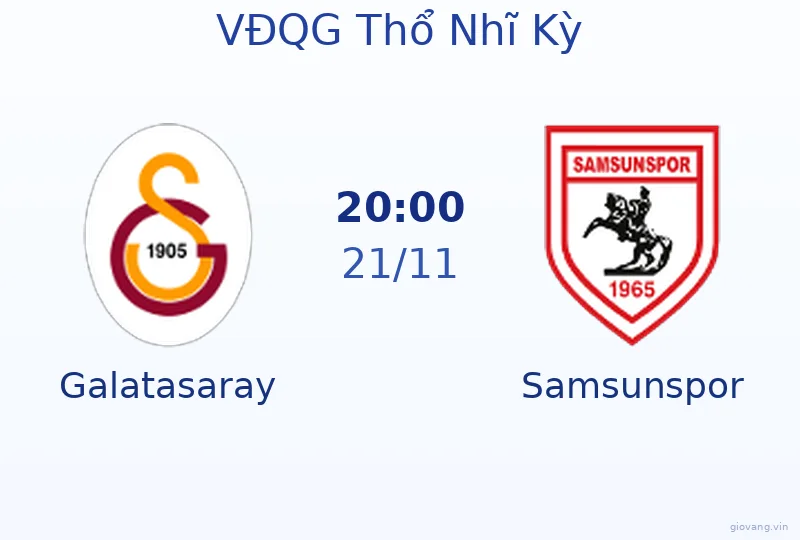 VĐQG Thổ Nhĩ Kỳ
1905
20:00
21/11
SAMSUNSPOR
1965
Galatasaray
Samsunspor
giovang.vin